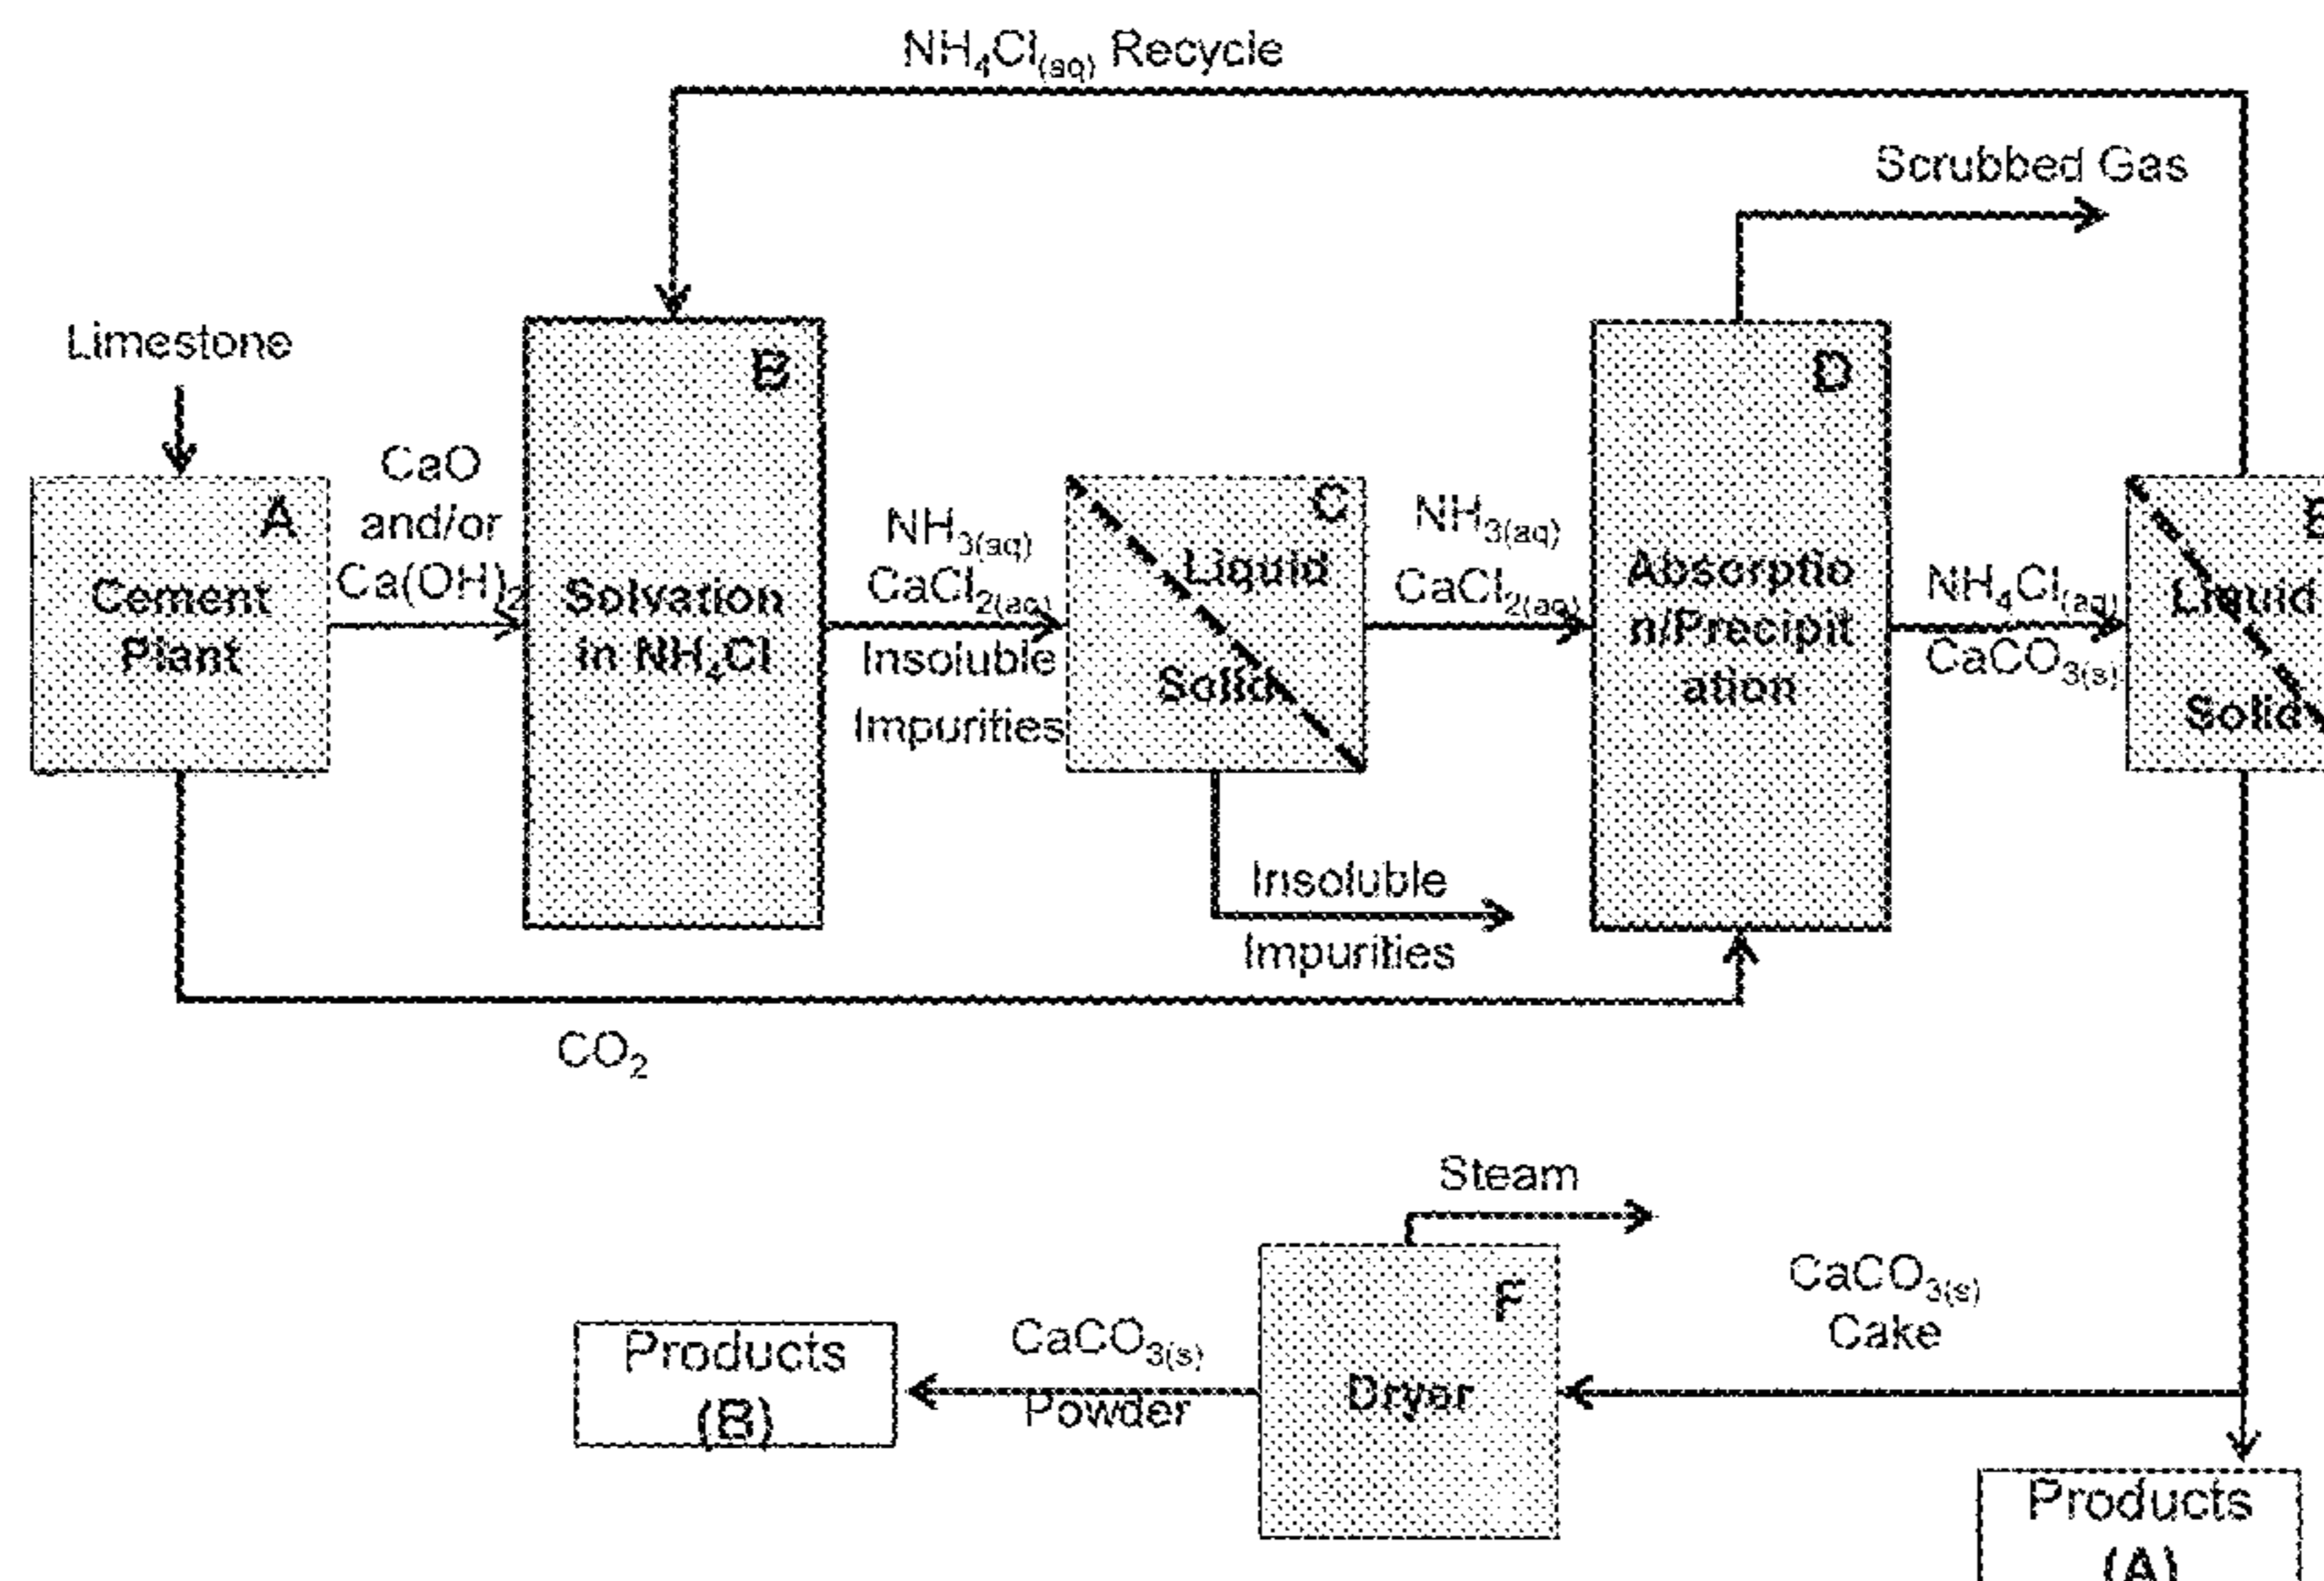 NH₄Cl₍aq₎ Recycle
Scrubbed Gas
Limestone
A
Cement
Plant
CaO
and/or
Ca(OH)₂
B
Solvation
in NH₄Cl
NH₃(aq)
CaCl₂(aq)
Insoluble
Impurities
C
Liquid
Solid
Insoluble
Impurities
NH₃(aq)
CaCl₂(aq)
D
Absorptio
n/Precipit
ation
NH₄Cl(aq)
CaCO₃(s)
Liquid
Solid
CO₂
Steam
F
Dryer
CaCO₃(s)
Cake
CaCO₃(s)
Powder
Products
(B)
Products
(A)